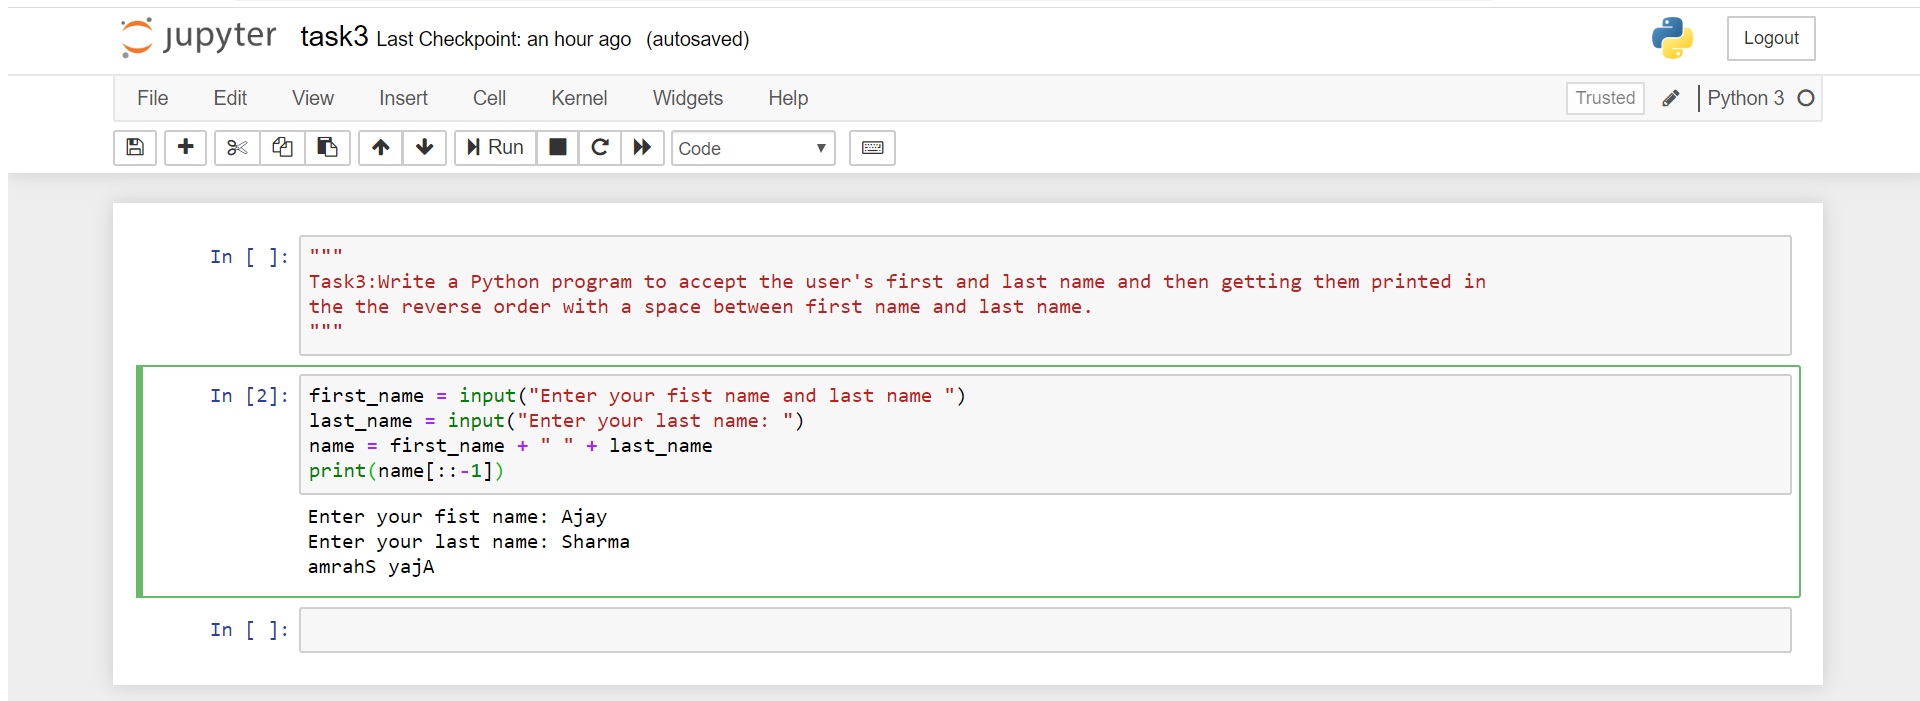 jupyter task3 Last Checkpoint: an hour ago (autosaved)
Logout
File Edit View Insert Cell Kernel Widgets Help
Trusted Python 3
Run Code
In [ ]:
"""
Task3:Write a Python program to accept the user's first and last name and then getting them printed in
the the reverse order with a space between first name and last name.
"""
In [2]:
first_name = input("Enter your fist name and last name ")
last_name = input("Enter your last name: ")
name = first_name + " " + last_name
print(name[::-1])
Enter your fist name: Ajay
Enter your last name: Sharma
amrahS yajA
In [ ]: